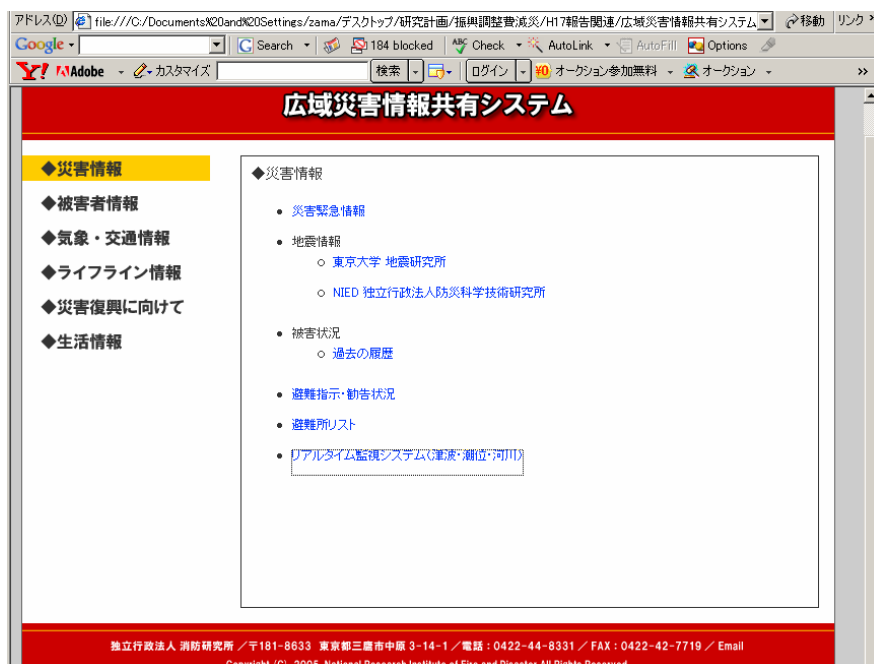 アドレス(D) file:///C:/Documents%20and%20Settings/zama/デスクトップ/研究計画/振興調整費減災/H17報告関連/広域災害情報共有システム 移動 リンク
Google Search 184 blocked ABC Check AutoLink AutoFill Options
Y! Adobe カスタマイズ 検索 ログイン オークション参加無料 オークション
広域災害情報共有システム
◆災害情報
◆被害者情報
◆気象・交通情報
◆ライフライン情報
◆災害復興に向けて
◆生活情報
◆災害情報
• 災害緊急情報
• 地震情報
○ 東京大学 地震研究所
○ NIED 独立行政法人防災科学技術研究所
• 被害状況
○ 過去の履歴
• 避難指示・勧告状況
• 避難所リスト
• リアルタイム監視システム(津波・潮位・河川)
独立行政法人 消防研究所 ／〒181-8633 東京都三鷹市中原 3-14-1／電話：0422-44-8331／FAX：0422-42-7719／Email
Copyright (C) 2005 National Research Institute of Fire and Disaster All Rights Reserved